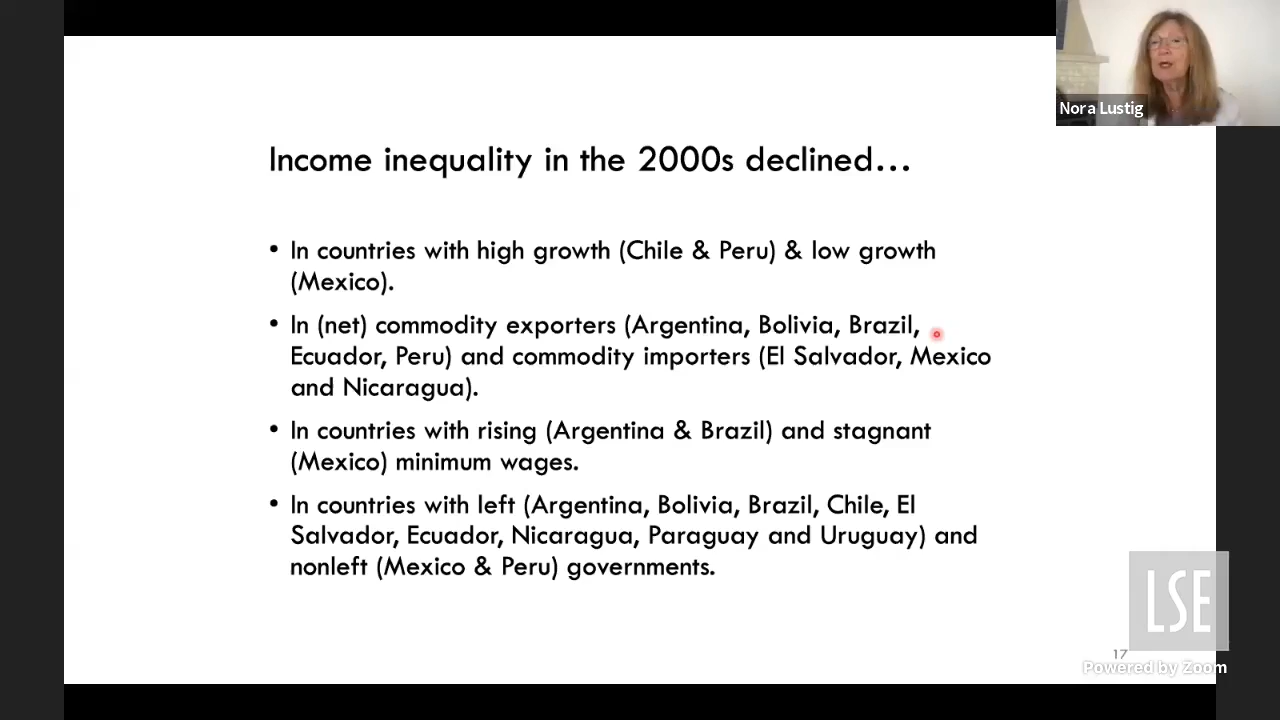 Nora Lustig
Income inequality in the 2000s declined…
• In countries with high growth (Chile & Peru) & low growth
(Mexico).
• In (net) commodity exporters (Argentina, Bolivia, Brazil,
Ecuador, Peru) and commodity importers (El Salvador, Mexico
and Nicaragua).
• In countries with rising (Argentina & Brazil) and stagnant
(Mexico) minimum wages.
• In countries with left (Argentina, Bolivia, Brazil, Chile, El
Salvador, Ecuador, Nicaragua, Paraguay and Uruguay) and
nonleft (Mexico & Peru) governments.
LSE
17
Powered by Zoom